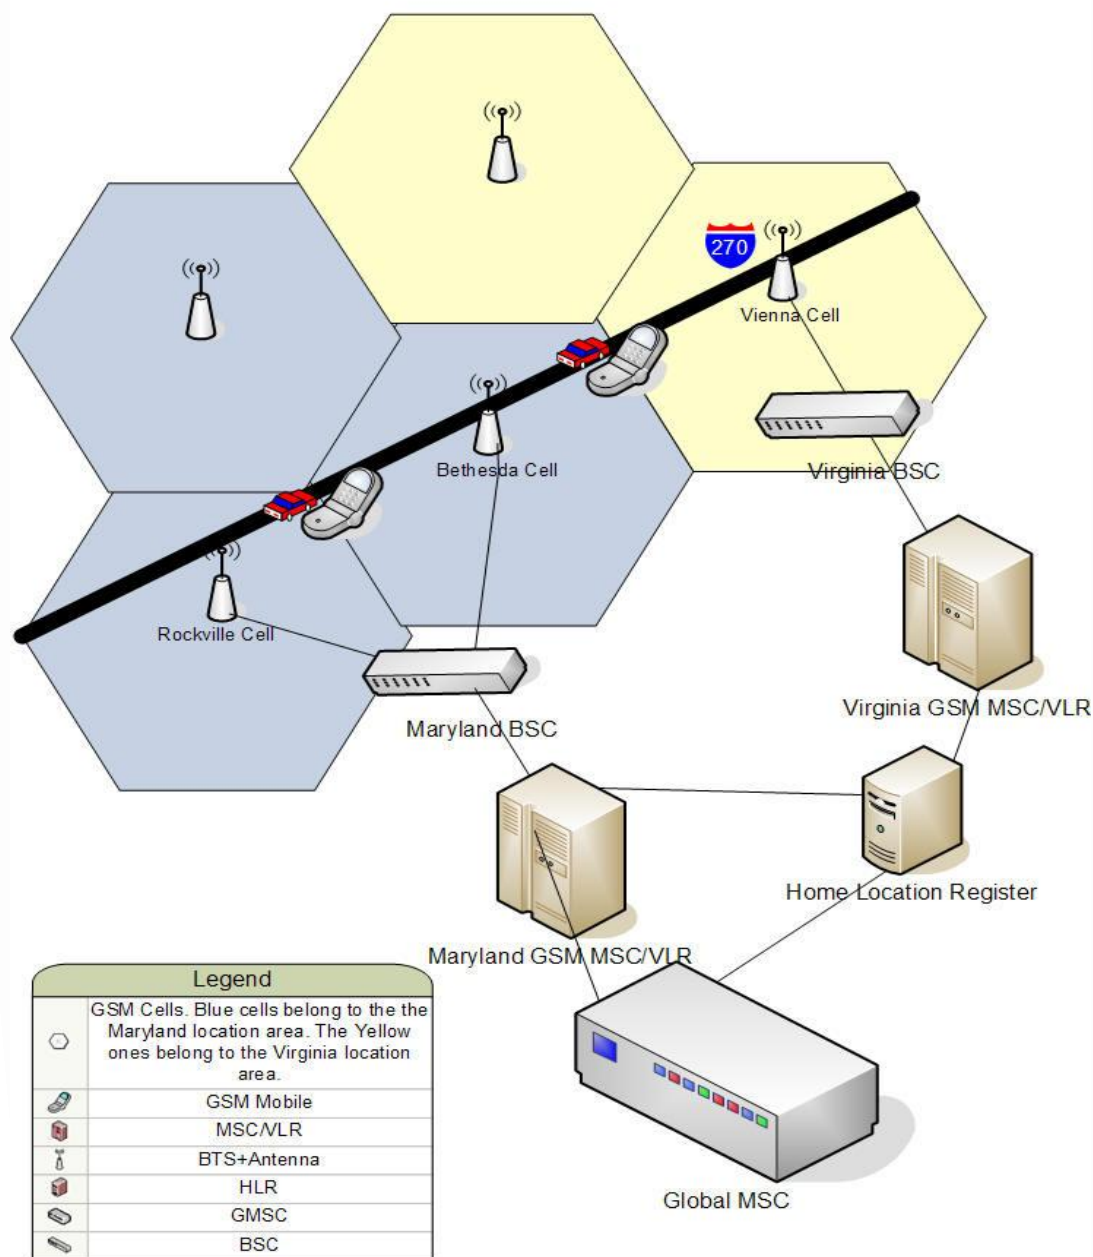 270
Vienna Cell
Bethesda Cell
Virginia BSC
Rockville Cell
Maryland BSC
Virginia GSM MSC/VLR
Home Location Register
Maryland GSM MSC/VLR
Global MSC
Legend
GSM Cells. Blue cells belong to the the
Maryland location area. The Yellow
ones belong to the Virginia location
area.
GSM Mobile
MSC/VLR
BTS+Antenna
HLR
GMSC
BSC